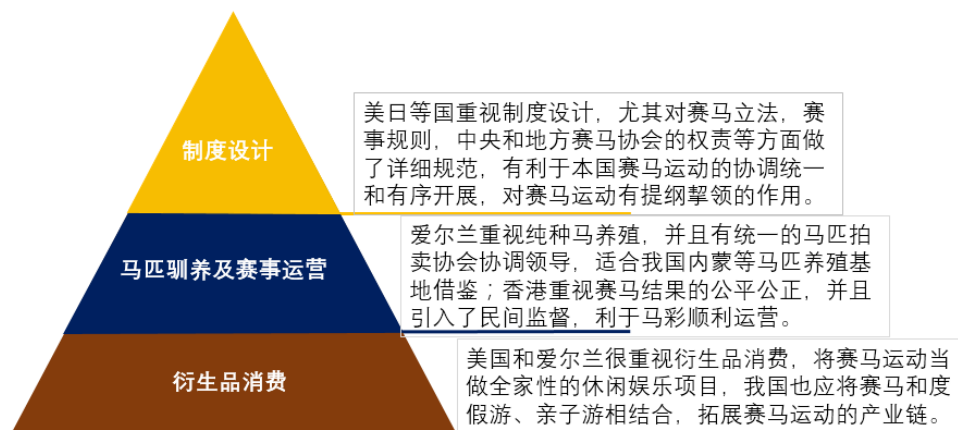 制度设计
美日等国重视制度设计，尤其对赛马立法，赛
事规则，中央和地方赛马协会的权责等方面做
了详细规范，有利于本国赛马运动的协调统一
和有序开展，对赛马运动有提纲挈领的作用。
马匹驯养及赛事运营
爱尔兰重视纯种马养殖，并且有统一的马匹拍
卖协会协调领导，适合我国内蒙等马匹养殖基
地借鉴；香港重视赛马结果的公平公正，并且
引入了民间监督，利于马彩顺利运营。
衍生品消费
美国和爱尔兰很重视衍生品消费，将赛马运动当
做全家性的休闲娱乐项目，我国也应将赛马和度
假游、亲子游相结合，拓展赛马运动的产业链。